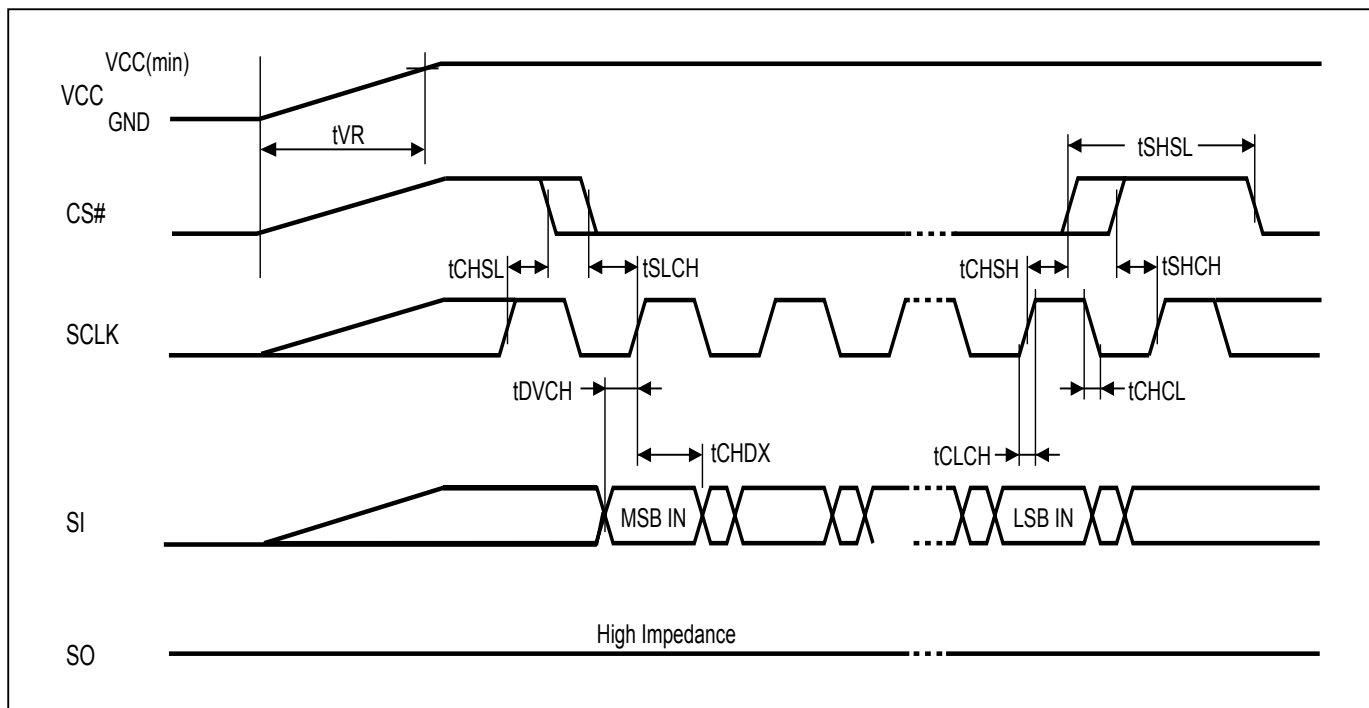 VCC(min)
VCC
GND
tVR
tSHSL
CS#
tCHSL
tSLCH
tCHSH
tSHCH
SCLK
tDVCH
tCHCL
tCHDX
tCLCH
SI
MSB IN
LSB IN
High Impedance
SO